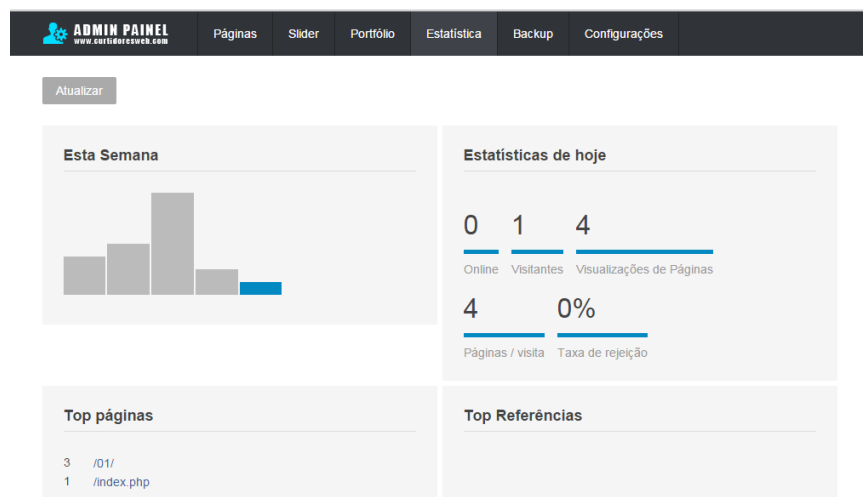 ADMIN PAINEL
www.curtidoresweb.com
Páginas
Slider
Portfólio
Estatística
Backup
Configurações
Atualizar
Esta Semana
Estatísticas de hoje
0 1 4
Online Visitantes Visualizações de Páginas
4 0%
Páginas / visita Taxa de rejeição
Top páginas
3 /01/
1 /index.php
Top Referências